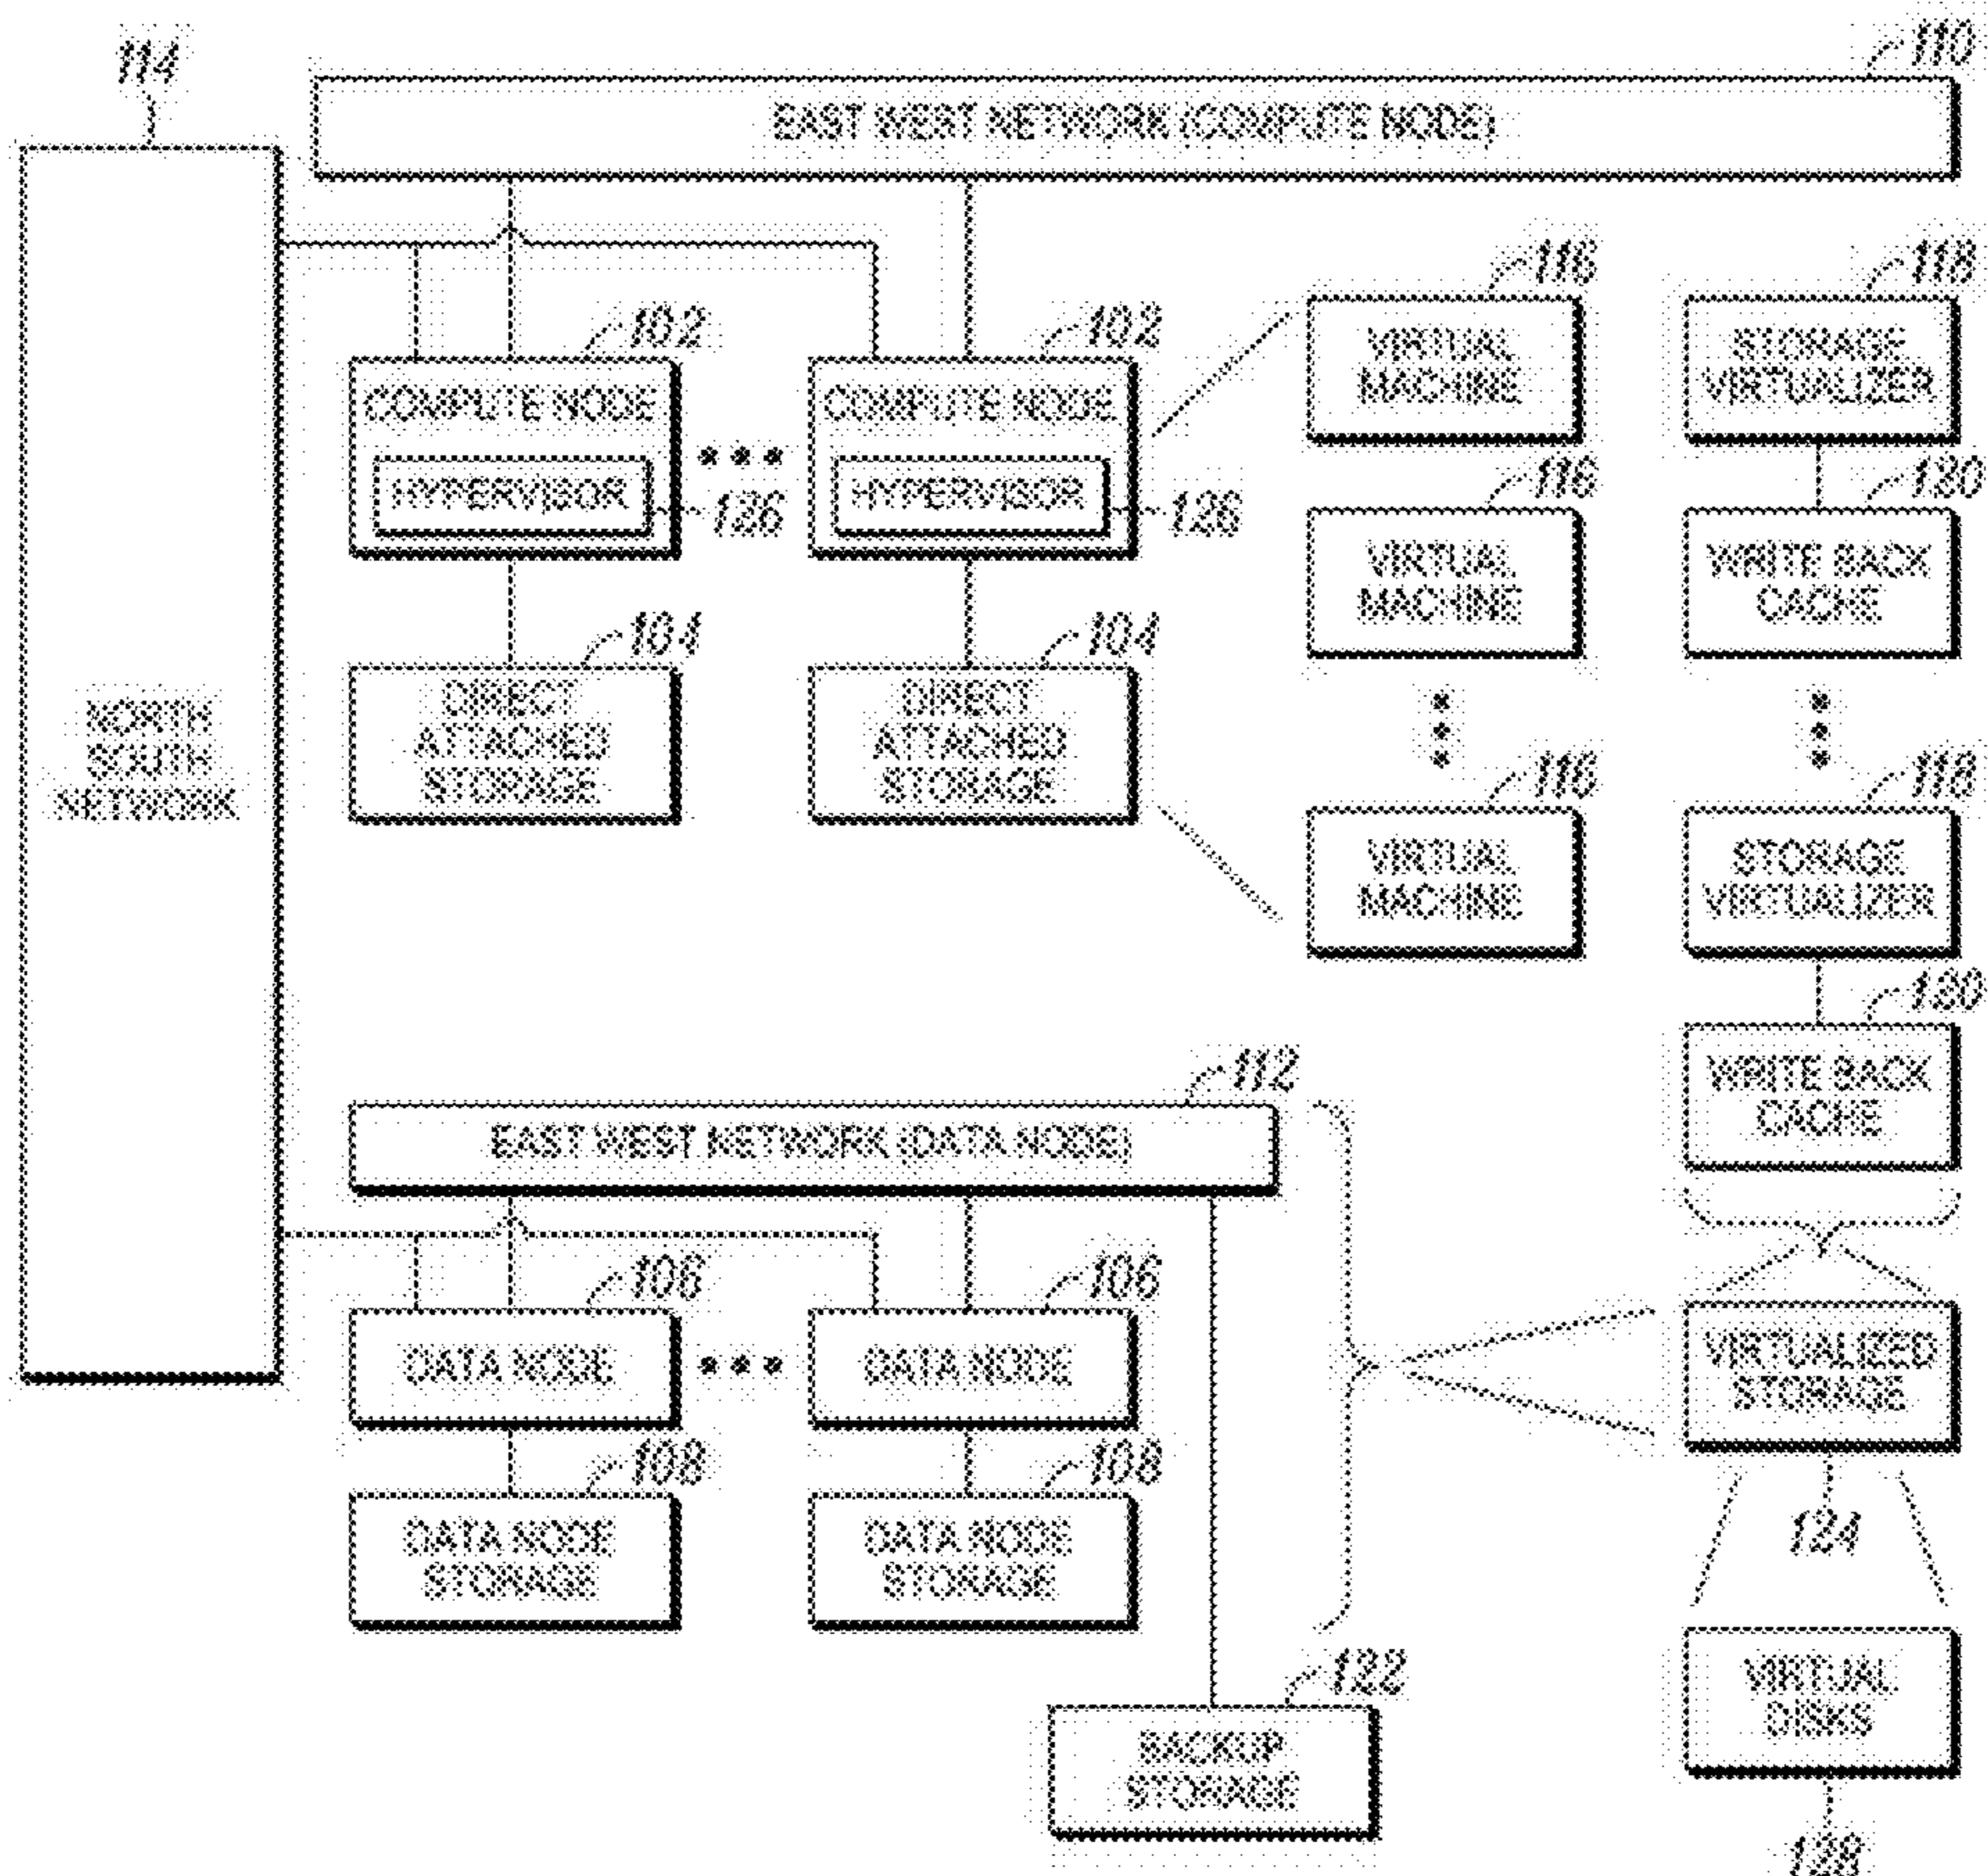 114
110
EAST WEST NETWORK (COMPUTE NODE)
116
118
102
102
VIRTUAL
MACHINE
STORAGE
VIRTUALIZER
COMPUTE NODE
COMPUTE NODE
HYPERVISOR
HYPERVISOR
126
126
116
120
VIRTUAL
MACHINE
WRITE BACK
CACHE
104
104
DIRECT
ATTACHED
STORAGE
DIRECT
ATTACHED
STORAGE
NORTH
SOUTH
NETWORK
116
118
VIRTUAL
MACHINE
STORAGE
VIRTUALIZER
120
WRITE BACK
CACHE
112
EAST WEST NETWORK (DATA NODE)
106
106
DATA NODE
DATA NODE
VIRTUALIZED
STORAGE
108
108
124
DATA NODE
STORAGE
DATA NODE
STORAGE
122
VIRTUAL
DISKS
BACKUP
STORAGE
128